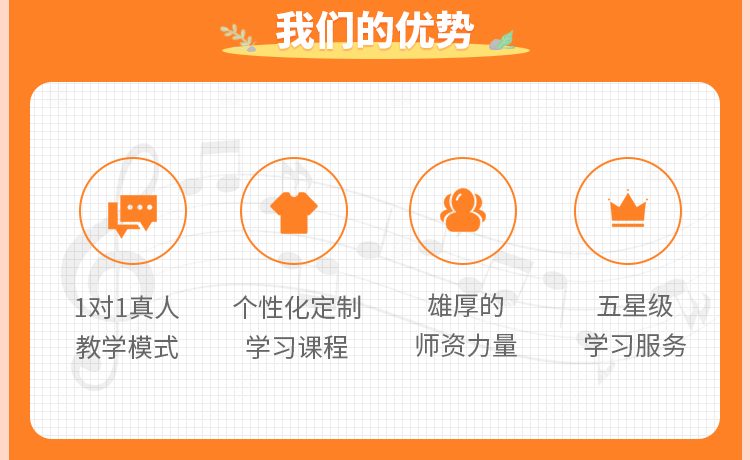 我们的优势
1对1真人
教学模式
个性化定制
学习课程
雄厚的
师资力量
五星级
学习服务